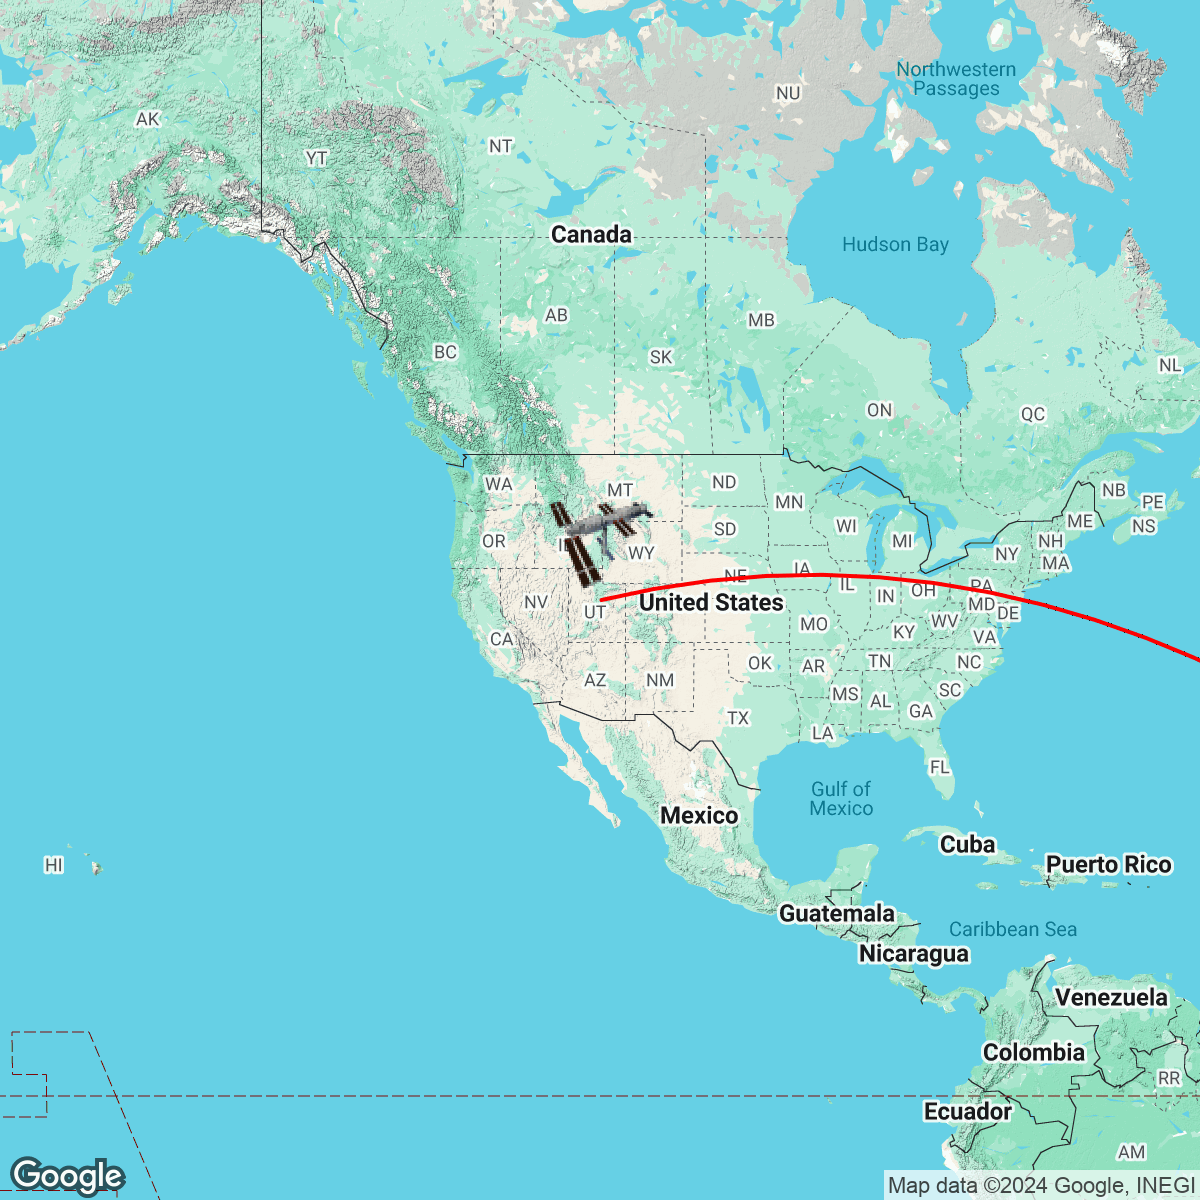 Northwestern
Passages
NU
AK
NT
YT
Canada
Hudson Bay
AB
MB
BC
SK
NL
ON
QC
WA
MT
ND
NB
MN
PE
ME
WI
SD
NS
OR
MI
NH
WY
NY
MA
IA
NE
IL
OH
PA
IN
NV
United States
MD
UT
DE
MO
WV
KY
VA
CA
TN
NC
OK
AR
AZ
NM
SC
MS
AL
GA
TX
LA
FL
Gulf of
Mexico
Mexico
Cuba
HI
Puerto Rico
Guatemala
Caribbean Sea
Nicaragua
Venezuela
Colombia
RR
Ecuador
AM
Google
Map data ©2024 Google, INEGI